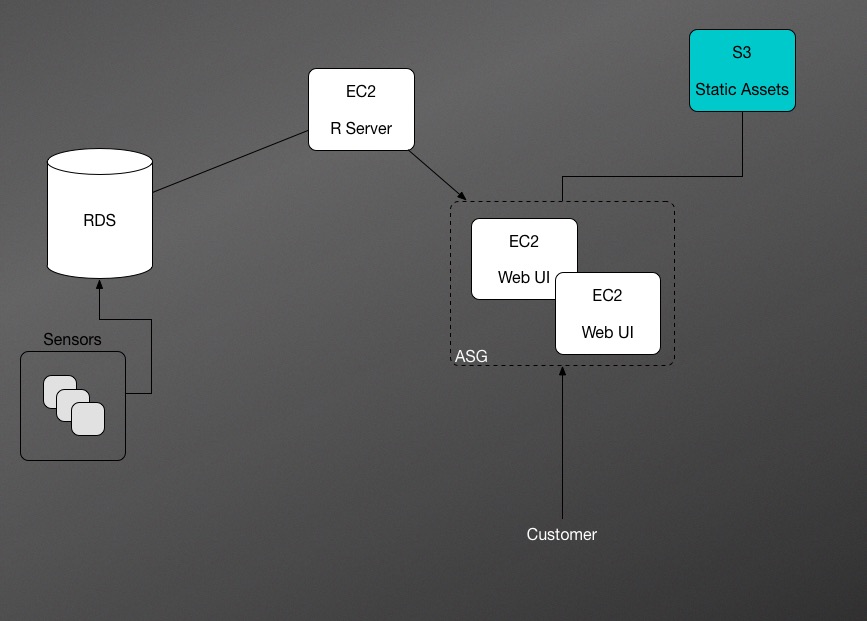 S3
Static Assets
EC2
R Server
RDS
EC2
Web UI
EC2
Web UI
ASG
Sensors
Customer